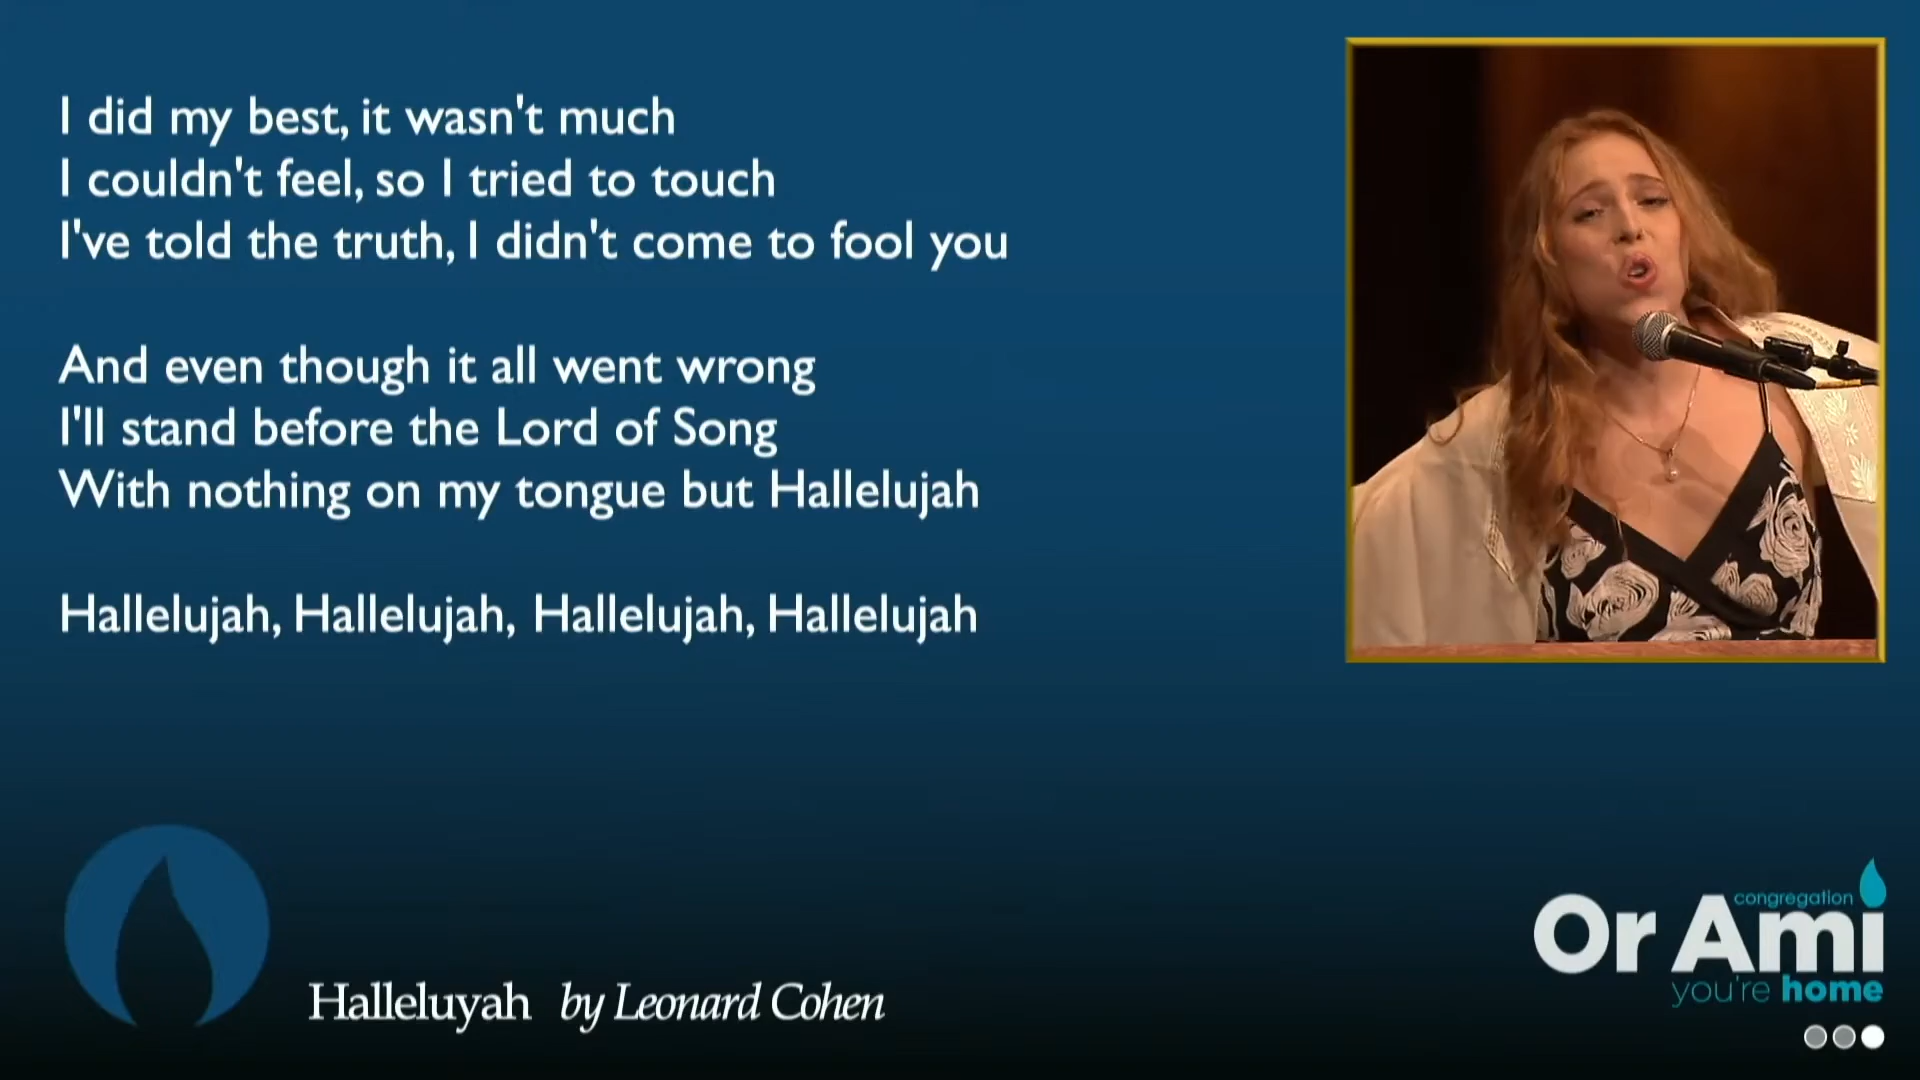 I did my best, it wasn't much
I couldn't feel, so I tried to touch
I've told the truth, I didn't come to fool you
And even though it all went wrong
I'll stand before the Lord of Song
With nothing on my tongue but Hallelujah
Hallelujah, Hallelujah, Hallelujah, Hallelujah
Halleluyah by Leonard Cohen
congregation
Or Ami
you're home